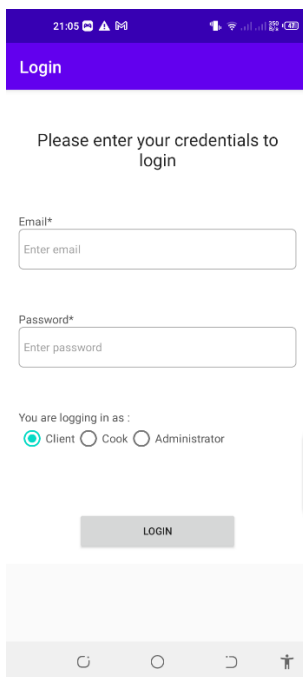 21:05
Login
Please enter your credentials to
login
Email*
Enter email
Password*
Enter password
You are logging in as :
Client Cook Administrator
LOGIN